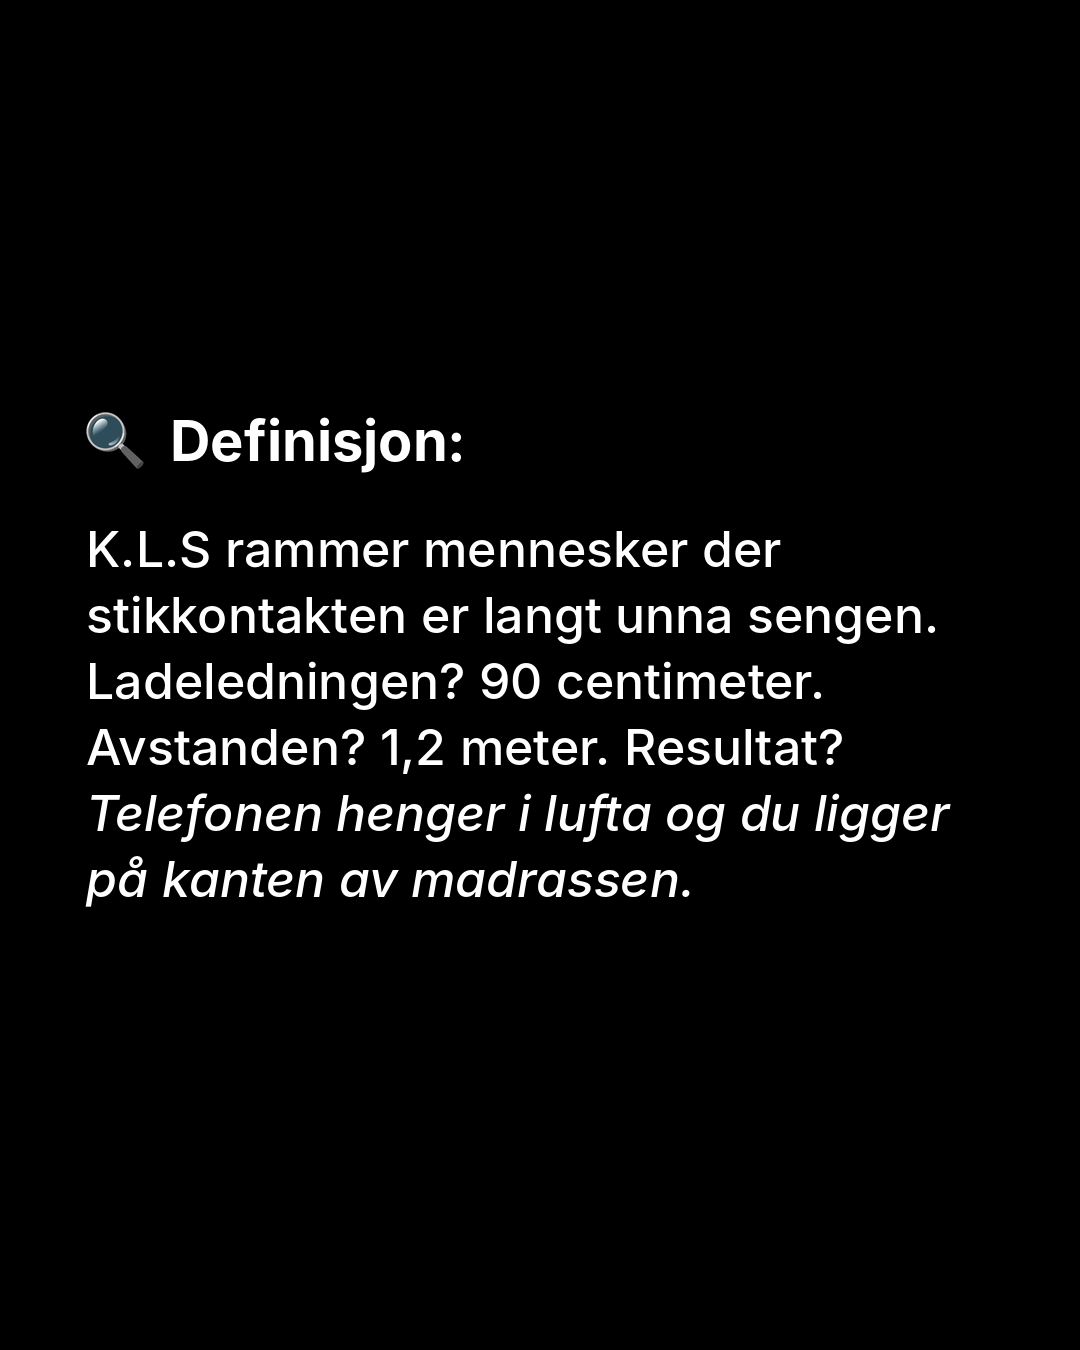 🔍 Definisjon:
K.L.S rammer mennesker der
stikkontakten er langt unna sengen.
Ladeledningen? 90 centimeter.
Avstanden? 1,2 meter. Resultat?
Telefonen henger i lufta og du ligger
på kanten av madrassen.